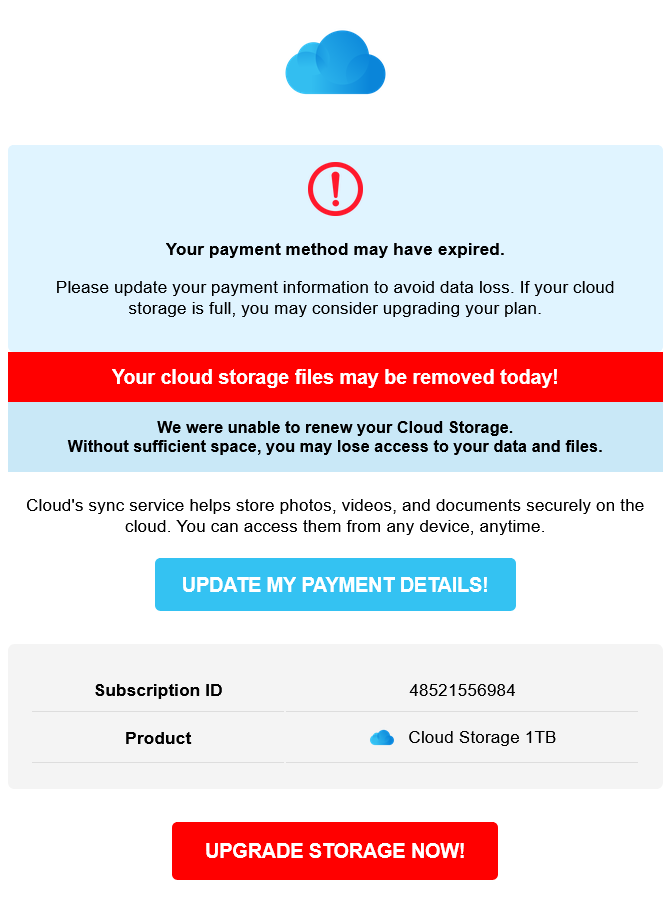 Your payment method may have expired.
Please update your payment information to avoid data loss. If your cloud
storage is full, you may consider upgrading your plan.
Your cloud storage files may be removed today!
We were unable to renew your Cloud Storage.
Without sufficient space, you may lose access to your data and files.
Cloud's sync service helps store photos, videos, and documents securely on the
cloud. You can access them from any device, anytime.
UPDATE MY PAYMENT DETAILS!
Subscription ID 48521556984
Product Cloud Storage 1TB
UPGRADE STORAGE NOW!